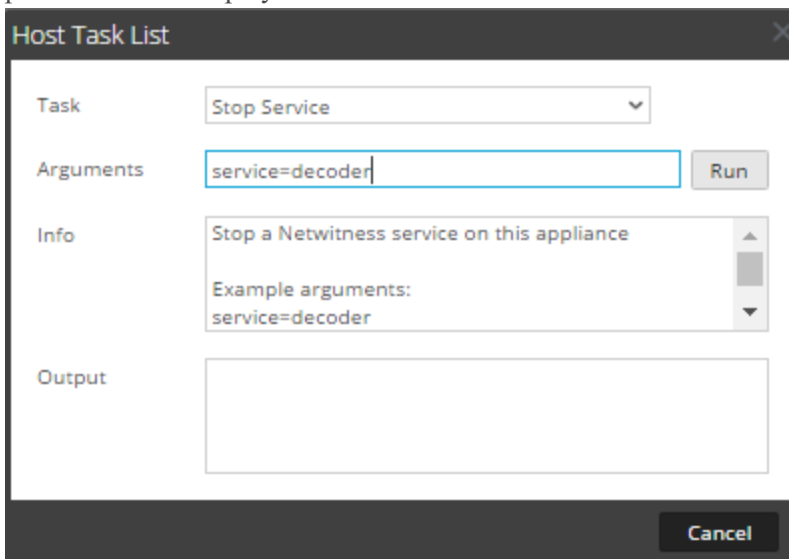 Host Task List
Task
Stop Service
Arguments
service=decoder
Run
Info
Stop a Netwitness service on this appliance
Example arguments:
service=decoder
Output
Cancel